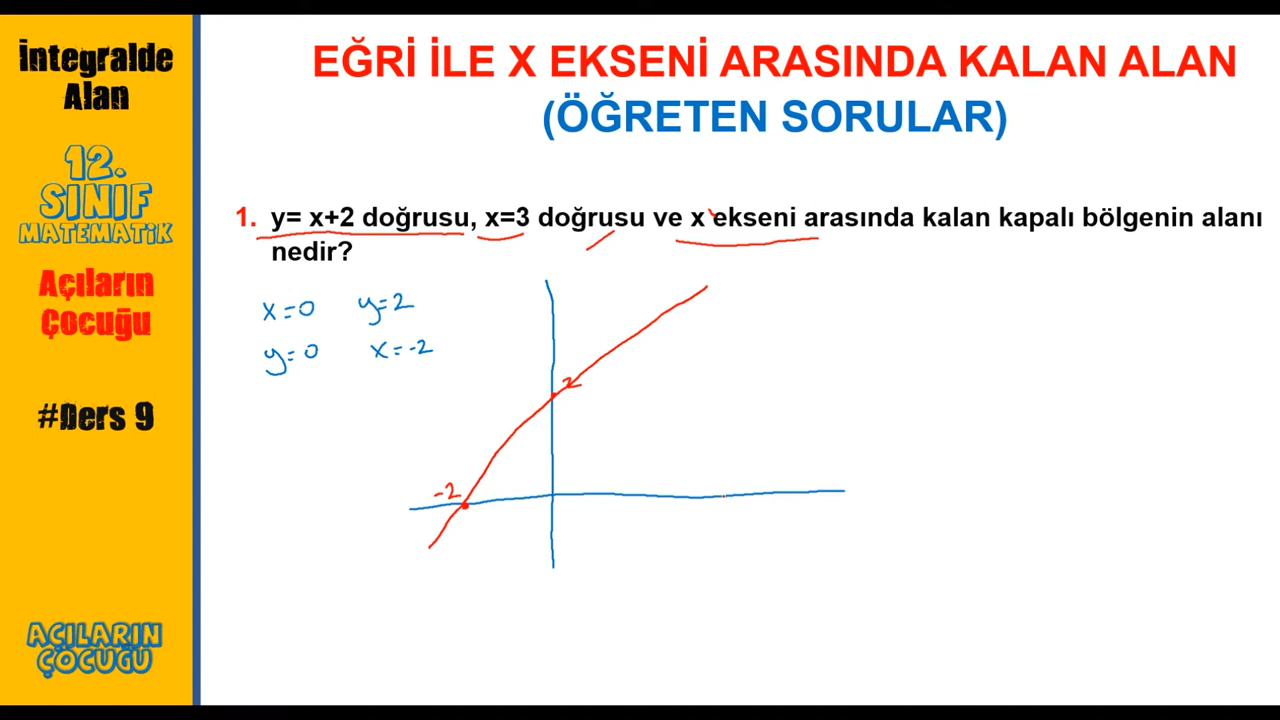 İntegralde
Alan
12.
SINIF
MATEMATİK
Açıların
Çocuğu
#Ders 9
AÇILARIN
ÇOCUĞU
EĞRİ İLE X EKSENİ ARASINDA KALAN ALAN
(ÖĞRETEN SORULAR)
1. y= x+2 doğrusu, x=3 doğrusu ve x ekseni arasında kalan kapalı bölgenin alanı
nedir?
x=0 y=2
y=0 x=-2
2
-2